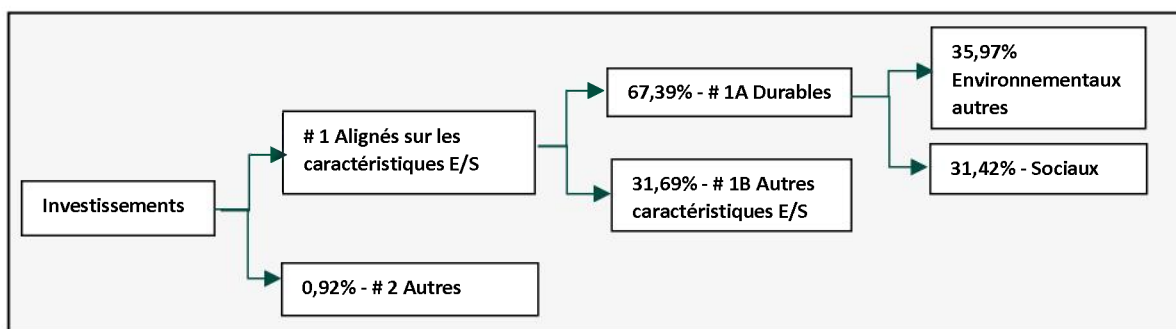 Investissements
# 1 Alignés sur les
caractéristiques E/S
0,92% - # 2 Autres
67,39% - # 1A Durables
31,69% - # 1B Autres
caractéristiques E/S
35,97%
Environnementaux
autres
31,42% - Sociaux